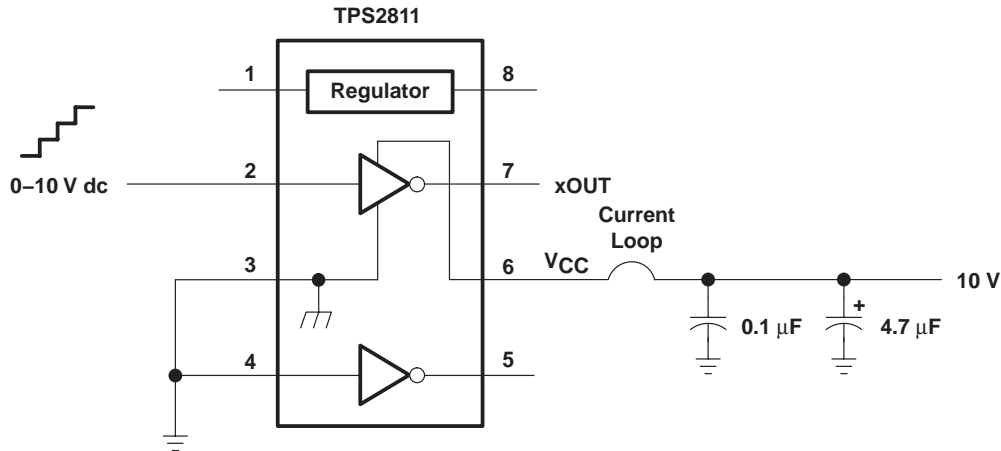 TPS2811
1
Regulator
8
0–10 V dc
2
7
xOUT
Current
Loop
3
6
VCC
10 V
0.1 μF
+
4.7 μF
4
5